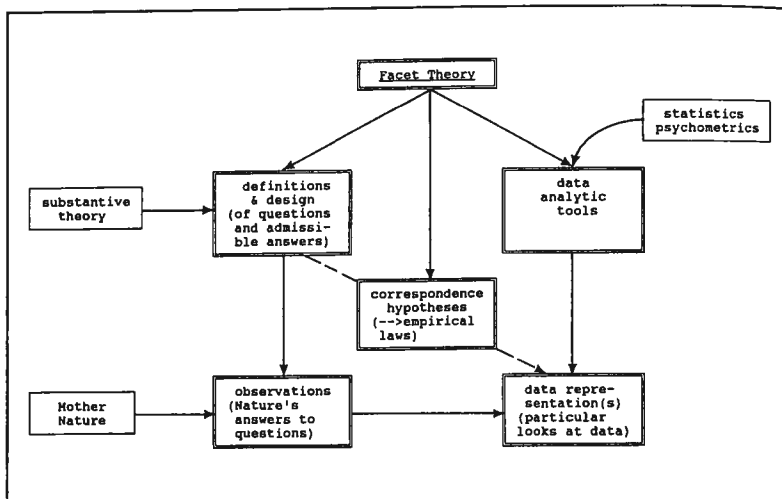 Facet Theory
statistics
psychometrics
substantive
theory
definitions
& design
(of questions
and admissi-
ble answers)
data
analytic
tools
correspondence
hypotheses
(-->empirical
laws)
Mother
Nature
observations
(Nature's
answers to
questions)
data repre-
sentation(s)
(particular
looks at data)